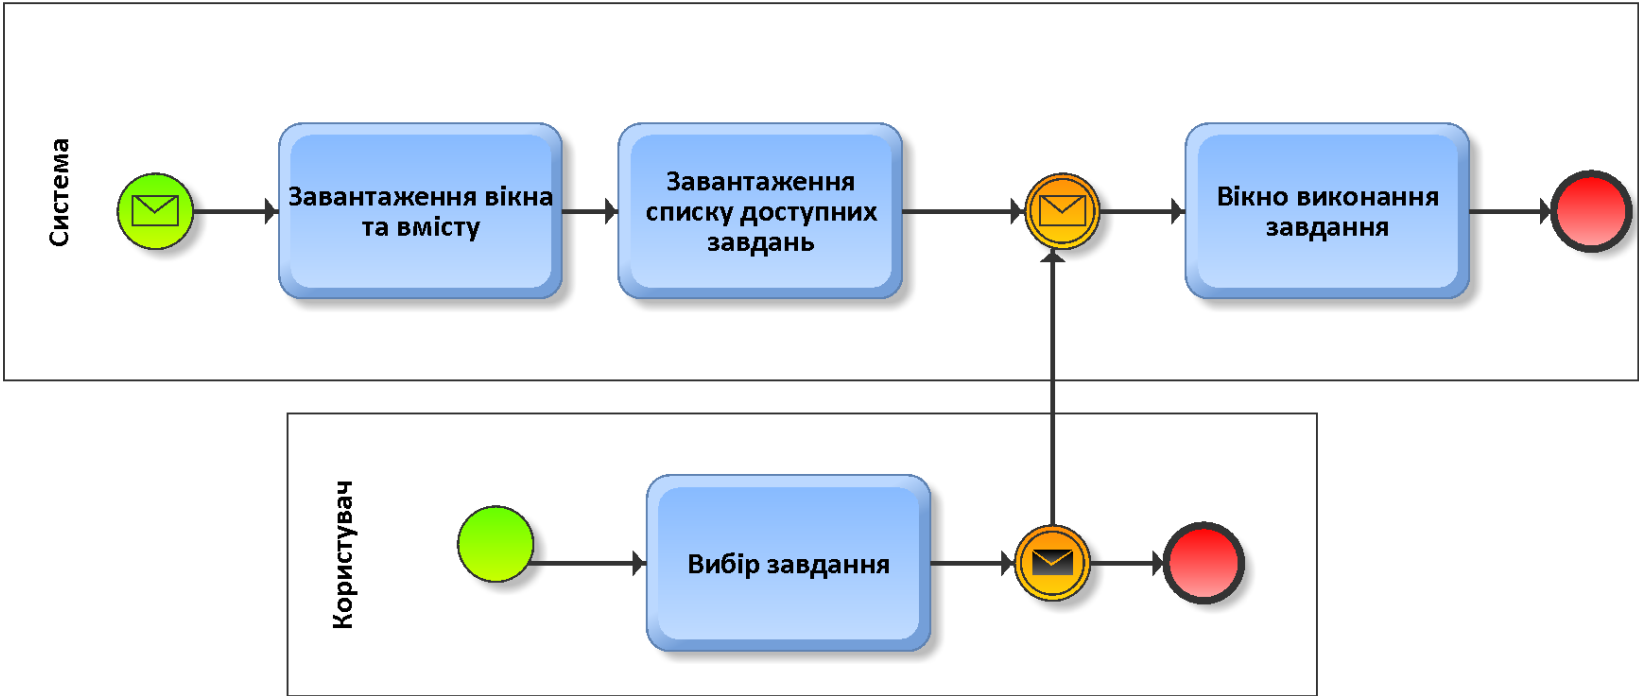 Система
Завантаження вікна
та вмісту
Завантаження
списку доступних
завдань
Вікно виконання
завдання
Користувач
Вибір завдання